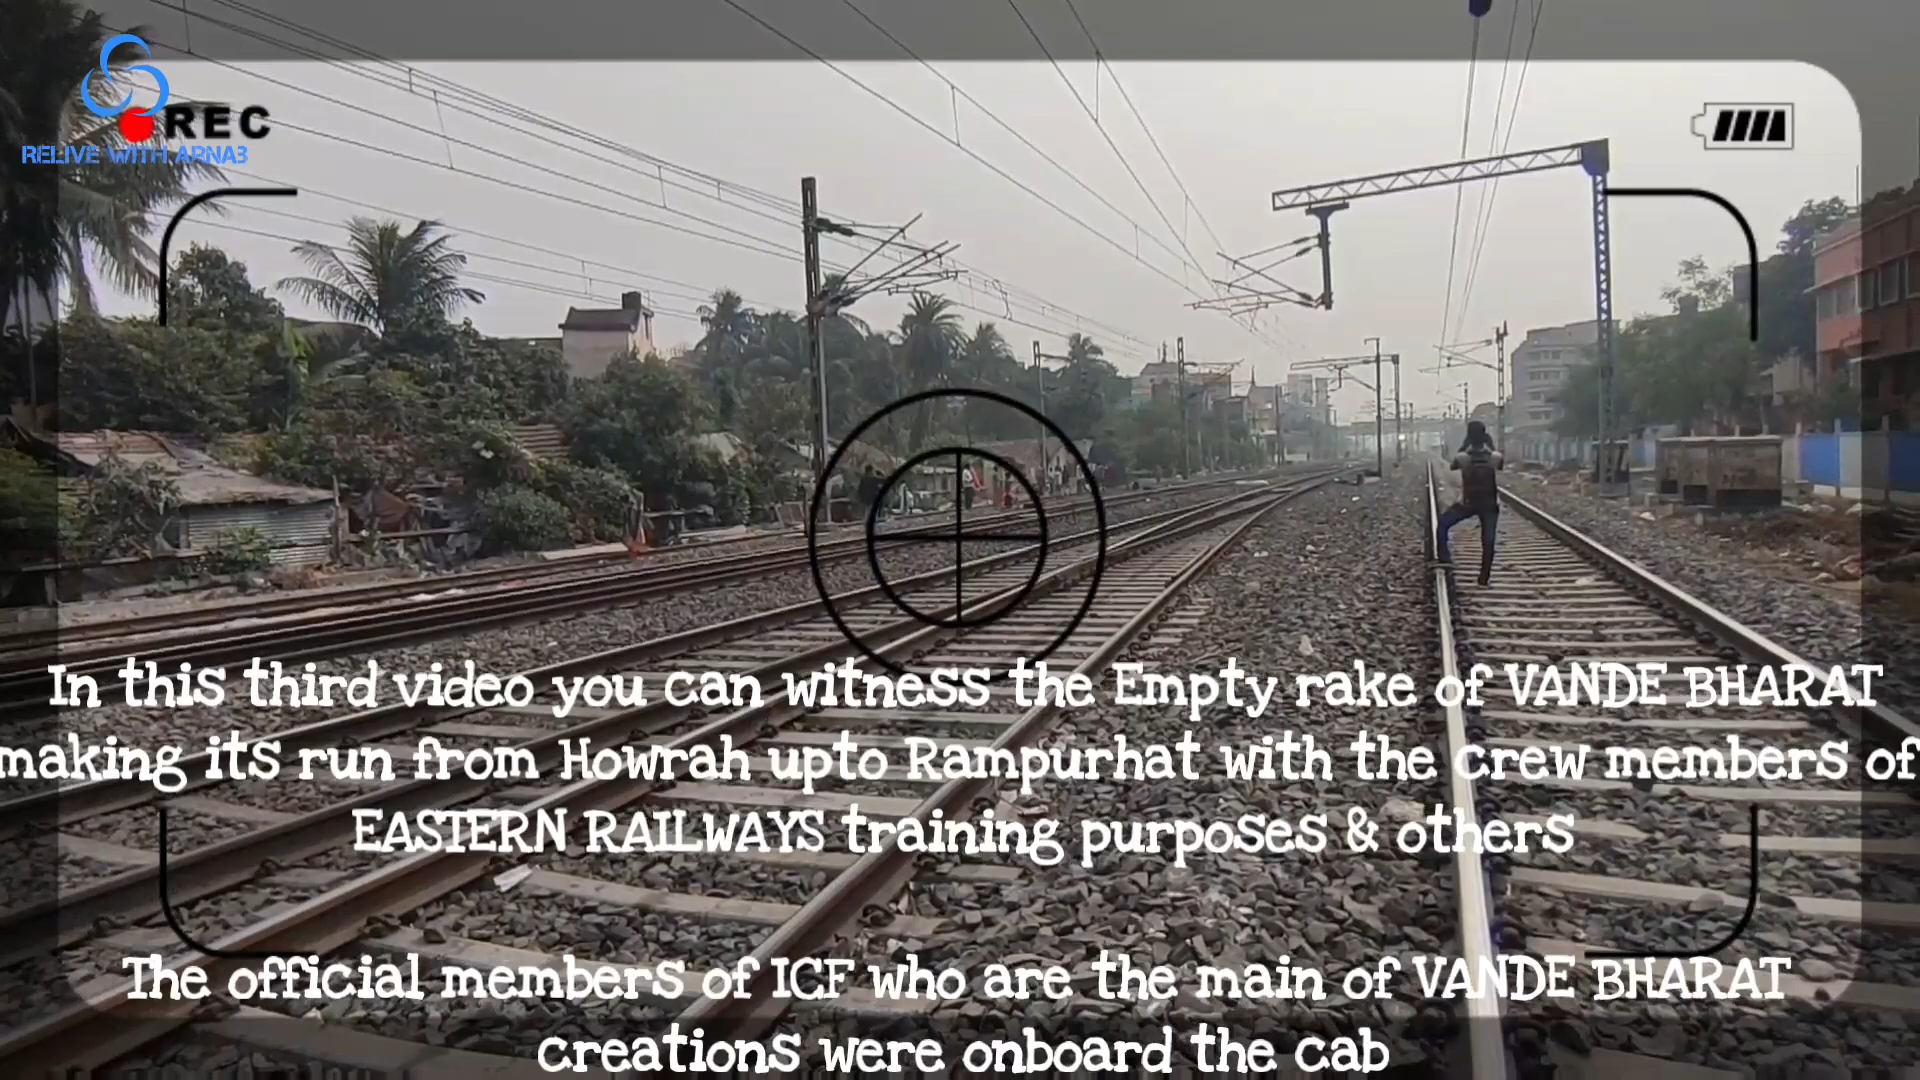 REC
RELIVE WITH ARNAB
In this third video you can witness the Empty rake of VANDE BHARAT
making its run from Howrah upto Rampurhat with the crew members of
EASTERN RAILWAYS training purposes & others
The official members of ICF who are the main of VANDE BHARAT
creations were onboard the cab